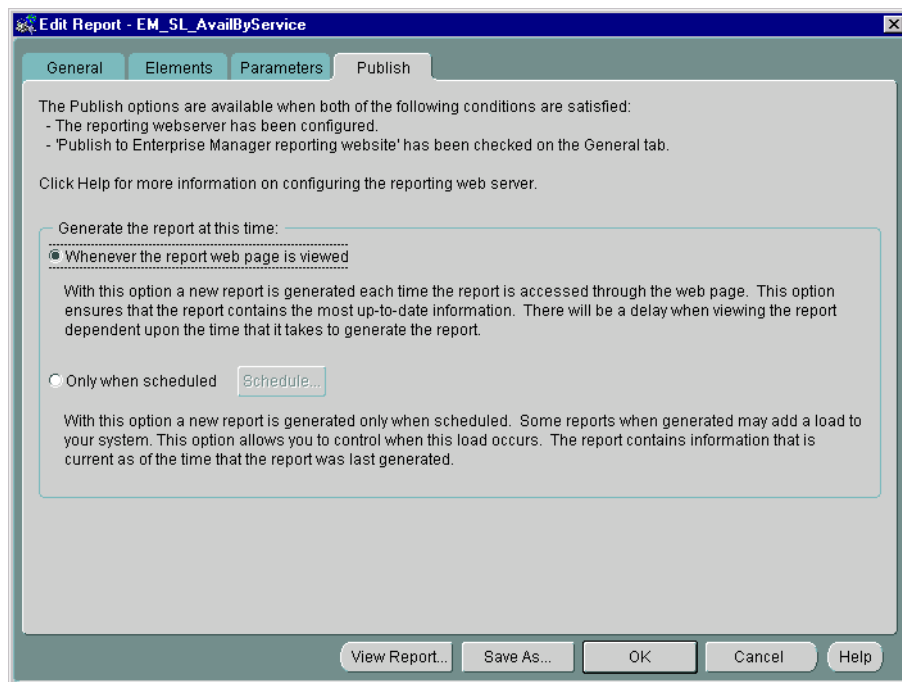 Edit Report - EM_SL_AvailByService
General Elements Parameters Publish
The Publish options are available when both of the following conditions are satisfied:
- The reporting webserver has been configured.
- 'Publish to Enterprise Manager reporting website' has been checked on the General tab.
Click Help for more information on configuring the reporting web server.
Generate the report at this time:
Whenever the report web page is viewed
With this option a new report is generated each time the report is accessed through the web page. This option
ensures that the report contains the most up-to-date information. There will be a delay when viewing the report
dependent upon the time that it takes to generate the report.
Only when scheduled Schedule...
With this option a new report is generated only when scheduled. Some reports when generated may add a load to
your system. This option allows you to control when this load occurs. The report contains information that is
current as of the time that the report was last generated.
View Report... Save As... OK Cancel Help